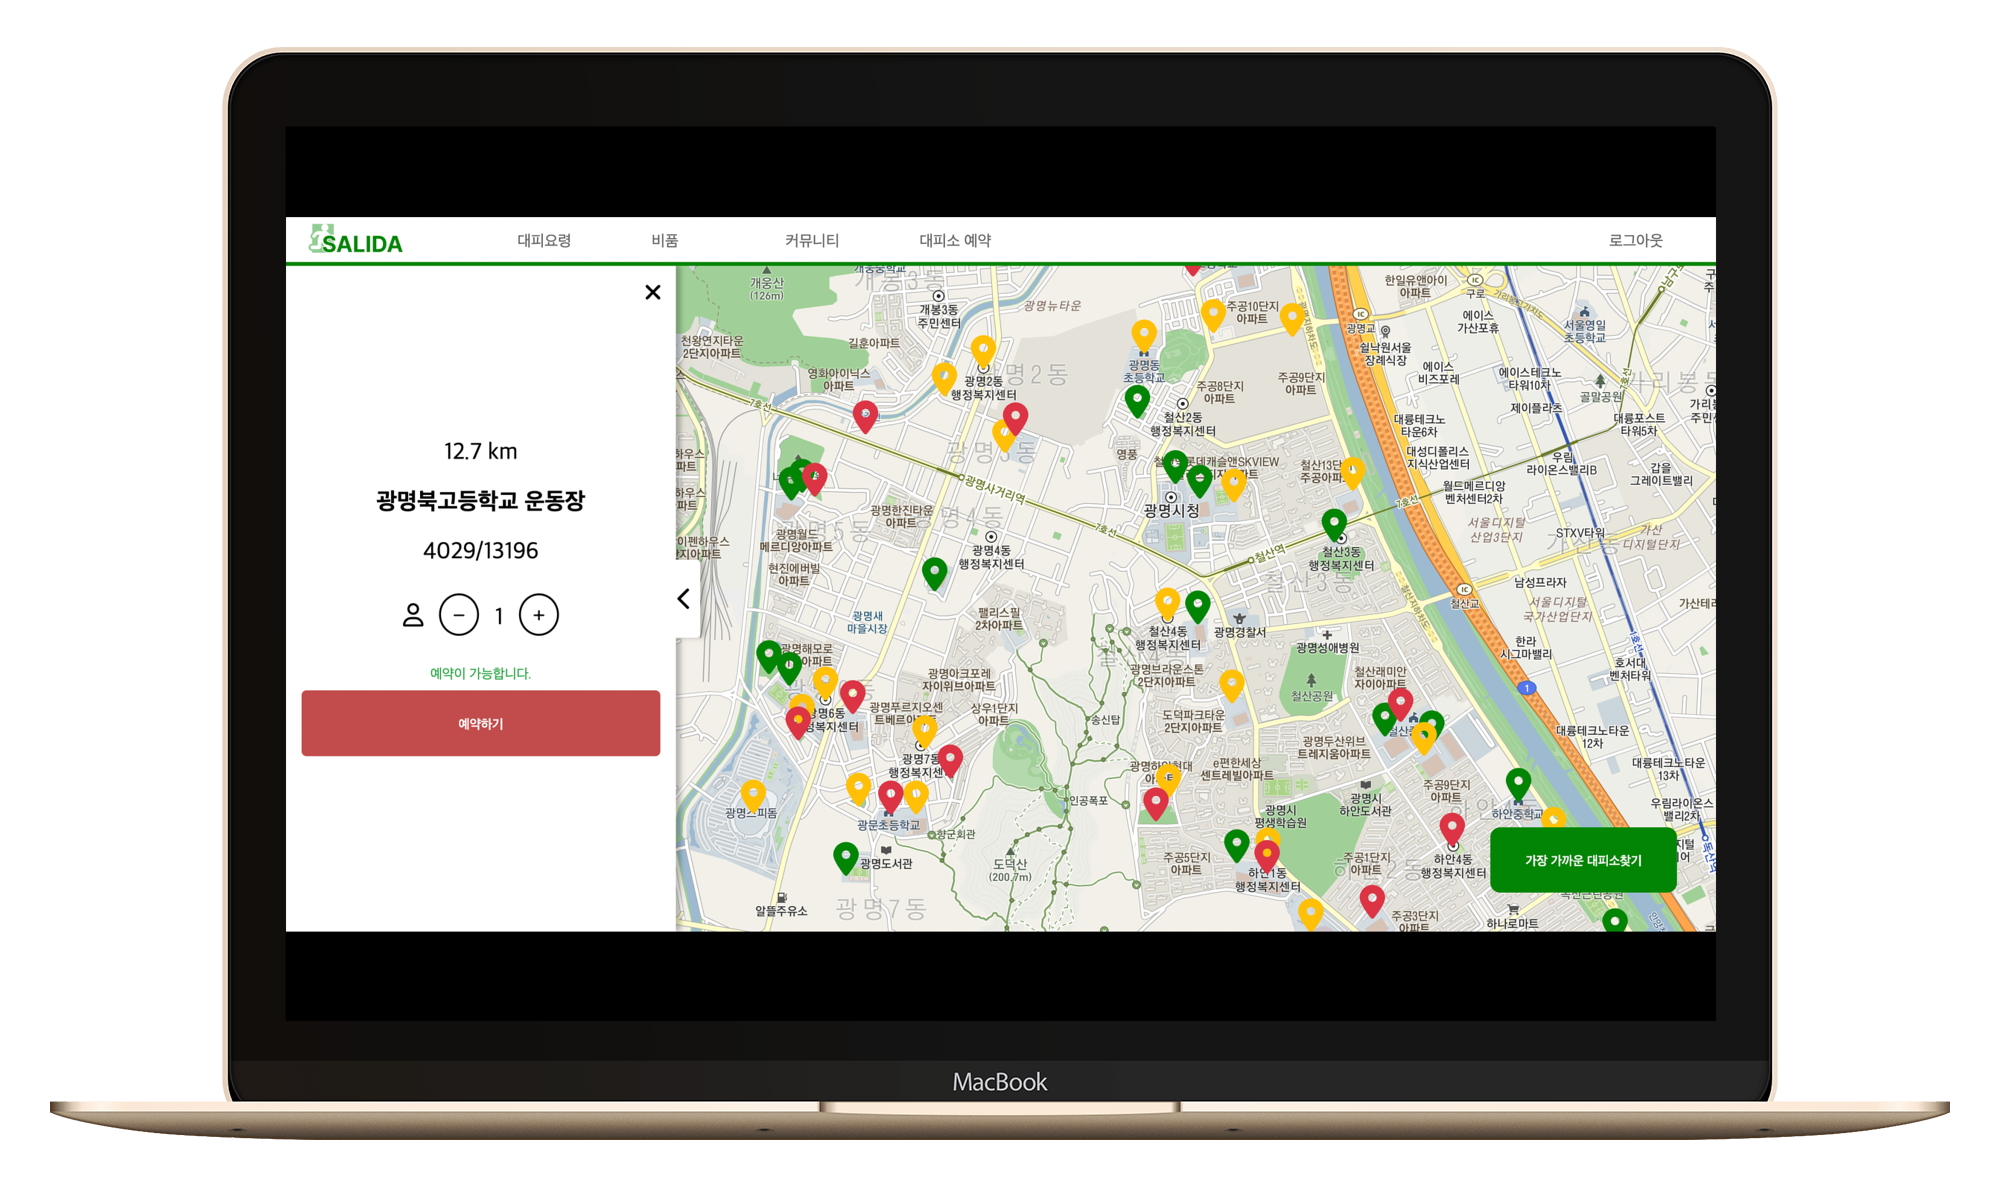 SALIDA
대피요령
비품
커뮤니티
대피소 예약
로그아웃
12.7 km
광명북고등학교 운동장
4029/13196
1
예약이 가능합니다.
예약하기
개웅산
(126m)
개봉3동
주민센터
광명뉴타운
천왕연지타운
2단지아파트
길훈아파트
영화아이닉스
아파트
광명2동
행정복지센터
7호선
광명사거리역
광명동
초등학교
주공10단지
아파트
주공8단지
아파트
주공9단지
아파트
철산2동
행정복지센터
명풍
광명시청
광명교
IC
쉴낙원서울
장례식장
한일유앤아이
아파트
IC
구로
에이스
가산포휴
서울영일
초등학교
에이스
비즈포레
에이스테크노
타워10차
제이플라츠
골말공원
대륭포스트
타워5차
대륭테크노
타운6차
대성디폴리스
지식산업센터
우림
라이온스밸리B
갑을
그레이트밸리
월드메르디앙
벤처센터2차
서울디지털
산업3단지
STXV타워
가산
디지털단지
남성프라자
서울디지털
국가산업단지
한라
시그마밸리
호서대
벤처타워
대륭테크노타운
12차
대륭테크노타운
13차
우림라이온스
밸리2차
광명한진타운
아파트
광명4동
광명월드
메르디앙아파트
현진에버빌
아파트
광명4동
행정복지센터
광명새
마을시장
팰리스필
2차아파트
7호선
철산역
철산3동
행정복지센터
철산3동
7호선
IC
철산교
철산4동
행정복지센터
광명경찰서
광명성애병원
광명브라운스톤
2단지아파트
철산공원
철산래미안
자이아파트
광명해모로
아파트
광명아크포레
자이위브아파트
광명푸르지오센
트베르아
상우1단지
아파트
송신탑
도덕파크타운
2단지아파트
광명두산위브
트레지움아파트
e편한세상
센트레빌아파트
인공폭포
광명시
하안도서관
주공9단지
아파트
광명시
평생학습원
하안중학교
광문초등학교
향군회관
광명도서관
도덕산
(200.7m)
주공5단지
아파트
주공1단지
아파트
하안4동
행정복지센터
행정복지센터
알뜰주유소
광명7동
주공3단지
아파트
하나로마트
1
가장 가까운 대피소찾기
MacBook